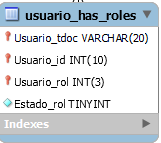 usuario_has_roles
Usuario_tdoc VARCHAR(20)
Usuario_id INT(10)
Usuario_rol INT(3)
Estado_rol TINYINT
Indexes